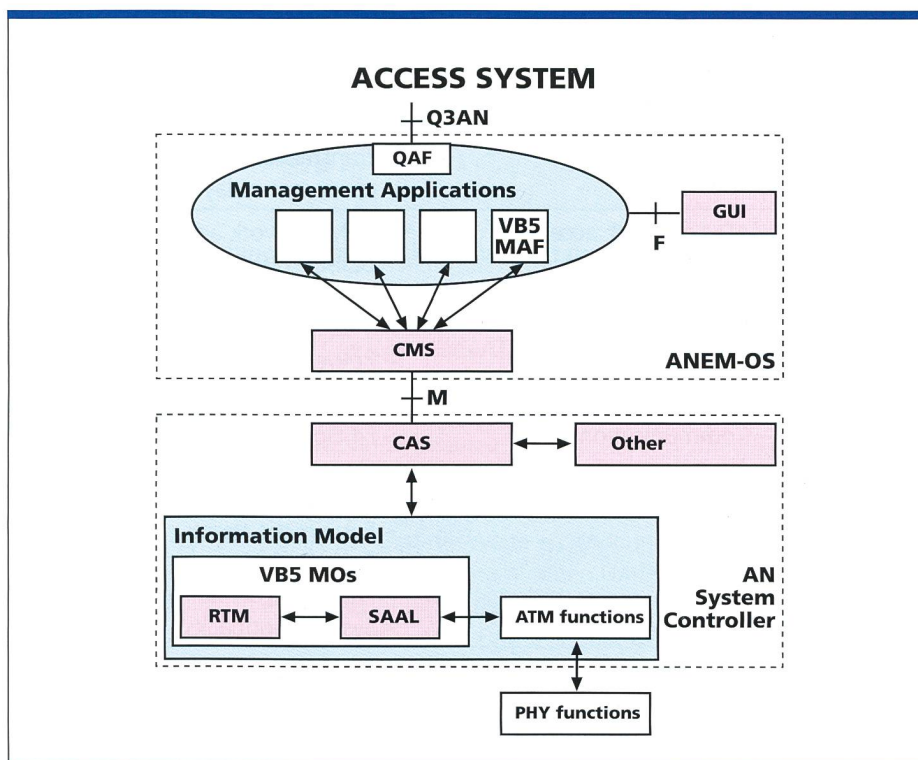 ACCESS SYSTEM
Q3AN
QAF
Management Applications
VB5
MAF
GUI
F
CMS
ANEM-OS
M
CAS
Other
Information Model
VB5 MOs
RTM
SAAL
ATM functions
AN
System
Controller
PHY functions